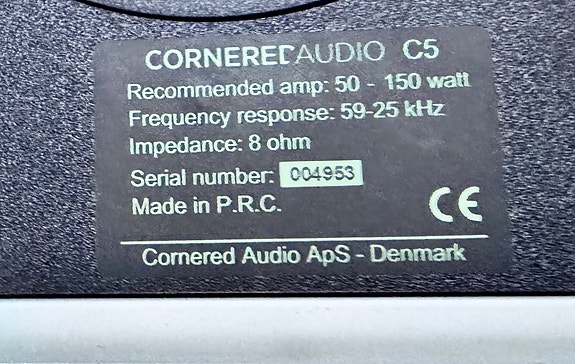 CORNEREDAUDIO C5
Recommended amp: 50 - 150 watt
Frequency response: 59-25 kHz
Impedance: 8 ohm
Serial number: 004953
Made in P.R.C.
CE
Cornered Audio ApS - Denmark